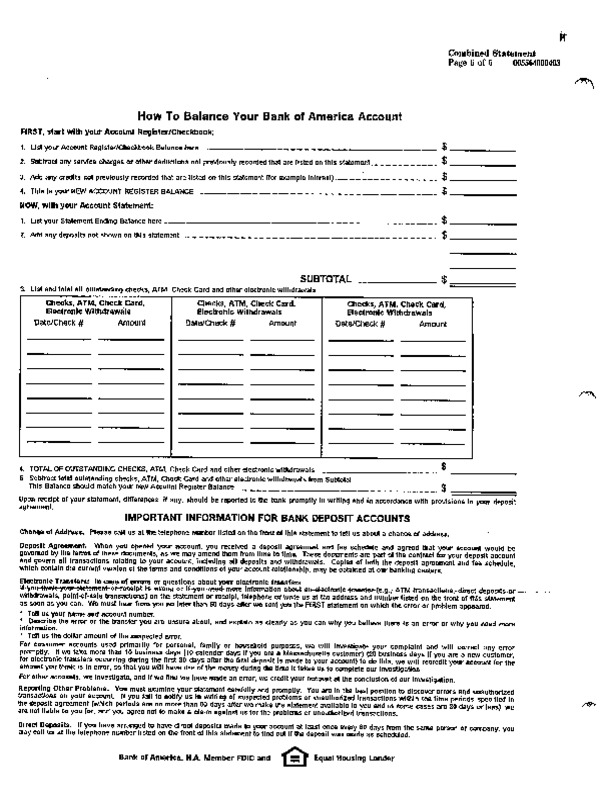 Combined Statement
Page 6 of 6 005564000403
How To Balance Your Bank of America Account
FIRST, start with your Account Register/Checkbook:
1. List your Account Register/Checkbook Balance here $
2. Subtract any service charges or other deductions not previously recorded that are listed on this statement $
3. Add any credits not previously recorded that are listed on this statement (for example interest) $
4. This is your NEW ACCOUNT REGISTER BALANCE $
NOW, with your Account Statement:
1. List your Statement Ending Balance here $
2. Add any deposits not shown on this statement $
SUBTOTAL $
3. List and total all outstanding checks, ATM, Check Card and other electronic withdrawals
Checks, ATM, Check Card, Checks, ATM, Check Card, Checks, ATM, Check Card,
Electronic Withdrawals Electronic Withdrawals Electronic Withdrawals
Date/Check # Amount Date/Check # Amount Date/Check # Amount
4. TOTAL OF OUTSTANDING CHECKS, ATM, Check Card and other electronic withdrawals $
5. Subtract total outstanding checks, ATM, Check Card and other electronic withdrawals from Subtotal
This Balance should match your new Account Register Balance $
Upon receipt of your statement, differences, if any, should be reported to the bank promptly in writing and in accordance with provisions in your deposit
agreement.
IMPORTANT INFORMATION FOR BANK DEPOSIT ACCOUNTS
Change of Address. Please call us at the telephone number listed on the front of this statement to tell us about a change of address.
Deposit Agreement. When you opened your account, you received a deposit agreement and fee schedule and agreed that your account would be
governed by the terms of these documents, as we may amend them from time to time. These documents are part of the contract for your deposit account
and govern all transactions relating to your account, including all deposits and withdrawals. Copies of both the deposit agreement and fee schedule,
which contain the current version of the terms and conditions of your account relationship, may be obtained at our banking centers.
Electronic Transfers: In case of errors or questions about your electronic transfers
If you think your statement or receipt is wrong or if you need more information about an electronic transfer (e.g., ATM transactions, direct deposits or
withdrawals, point-of-sale transactions) on the statement or receipt, telephone or write us at the address and number listed on the front of this statement
as soon as you can. We must hear from you no later than 60 days after we sent you the FIRST statement on which the error or problem appeared.
* Tell us your name and account number.
* Describe the error or the transfer you are unsure about, and explain as clearly as you can why you believe there is an error or why you need more
information.
* Tell us the dollar amount of the suspected error.
For consumer accounts used primarily for personal, family or household purposes, we will investigate your complaint and will correct any error
promptly. If we take more than 10 business days (10 calendar days if you are a Massachusetts customer) (20 business days if you are a new customer,
for electronic transfers occurring during the first 30 days after the first deposit is made to your account) to do this, we will recredit your account for the
amount you think is in error, so that you will have use of the money during the time it takes us to complete our investigation.
For other accounts, we investigate, and if we find we have made an error, we credit your account at the conclusion of our investigation.
Reporting Other Problems. You must examine your statement carefully and promptly. You are in the best position to discover errors and unauthorized
transactions on your account. If you fail to notify us in writing of suspected problems or unauthorized transactions within the time periods specified in
the deposit agreement (which periods are no more than 60 days after we make the statement available to you and in some cases are 30 days or less), we
are not liable to you for, and you agree not to make a claim against us for the problems or unauthorized transactions.
Direct Deposits. If you have arranged to have direct deposits made to your account at least once every 60 days from the same person or company, you
may call us at the telephone number listed on the front of this statement to find out if the deposit was made as scheduled.
Bank of America, N.A. Member FDIC and Equal Housing Lender